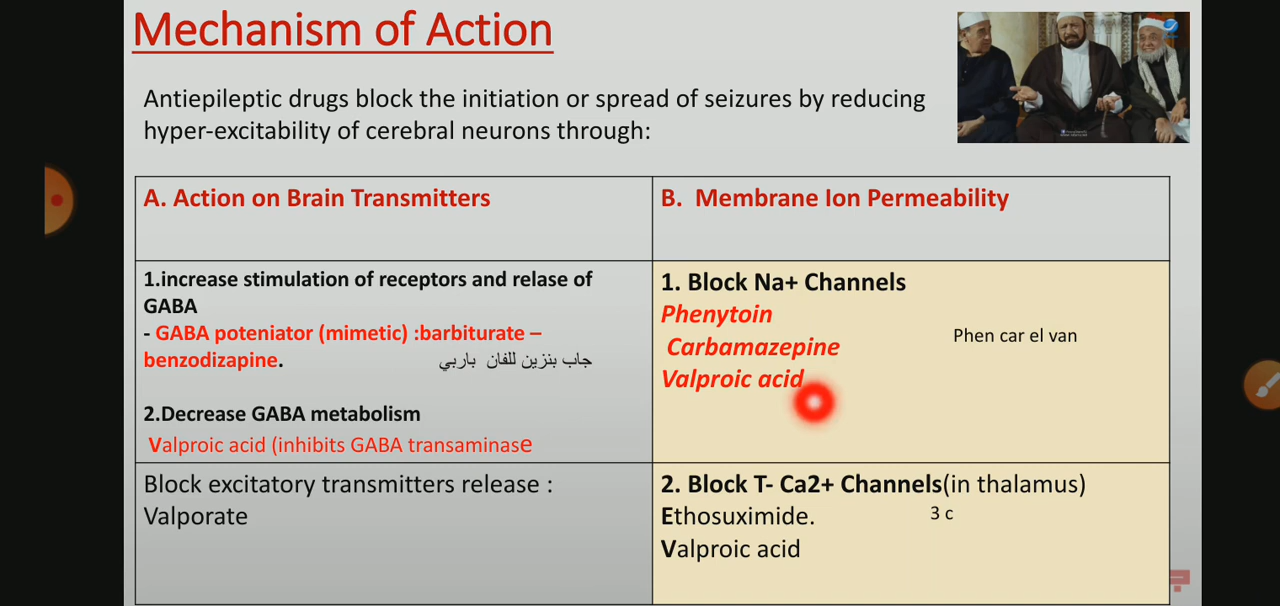 Mechanism of Action
Antiepileptic drugs block the initiation or spread of seizures by reducing
hyper-excitability of cerebral neurons through:
A. Action on Brain Transmitters
B. Membrane Ion Permeability
1.increase stimulation of receptors and relase of
GABA
- GABA poteniator (mimetic) :barbiturate –
benzodizapine.
جاب بنزين للفان باربي
2.Decrease GABA metabolism
Valproic acid (inhibits GABA transaminase
1. Block Na+ Channels
Phenytoin
Carbamazepine
Valproic acid
Phen car el van
Block excitatory transmitters release :
Valporate
2. Block T- Ca2+ Channels(in thalamus)
Ethosuximide.
3 c
Valproic acid